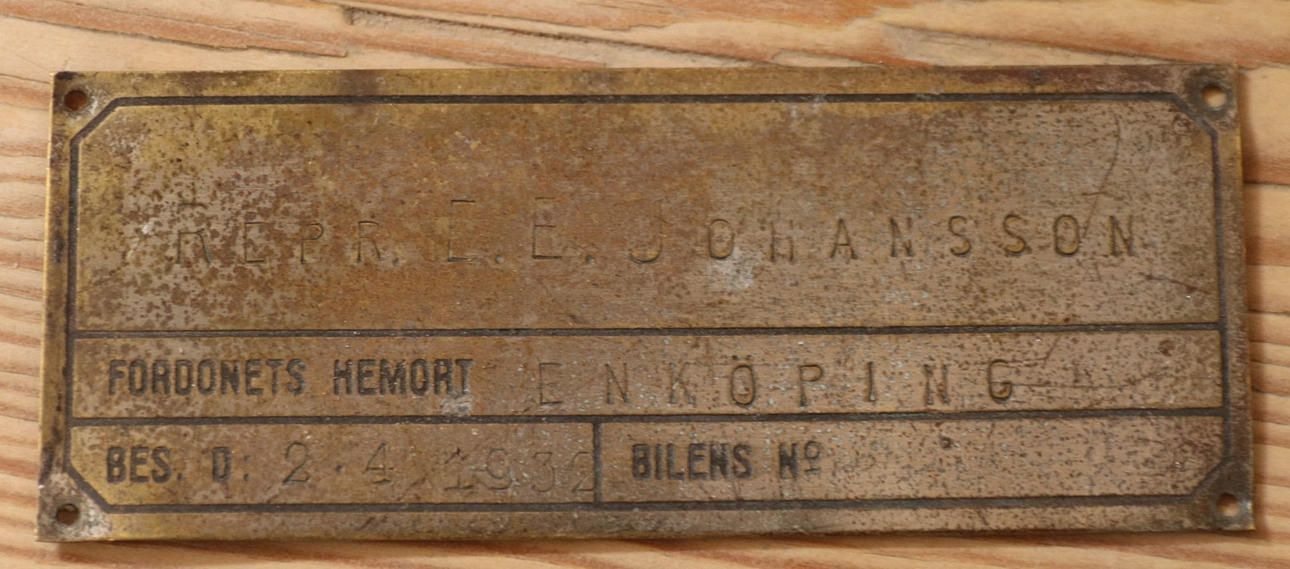 REPR. E. E. JOHANSSON
FORDONETS HEMORT ENKÖPING
BES. D: 2.4 1932 BILENS Nº